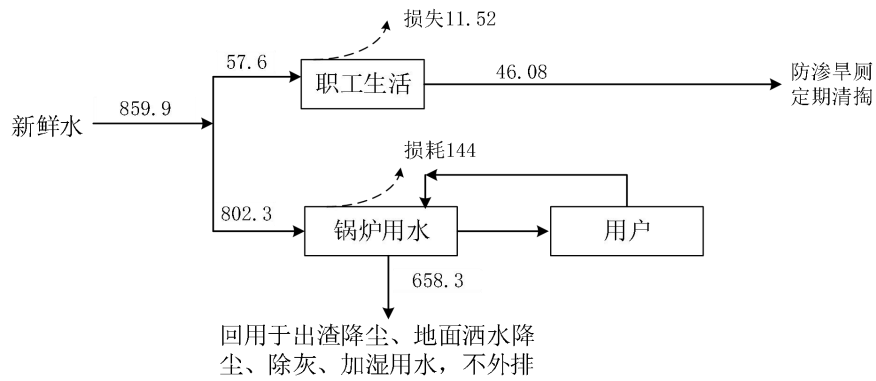 损失11.52
57.6
职工生活
46.08
防渗旱厕
定期清掏
新鲜水
859.9
损耗144
802.3
锅炉用水
用户
658.3
回用于出渣降尘、地面洒水降
尘、除灰、加湿用水，不外排